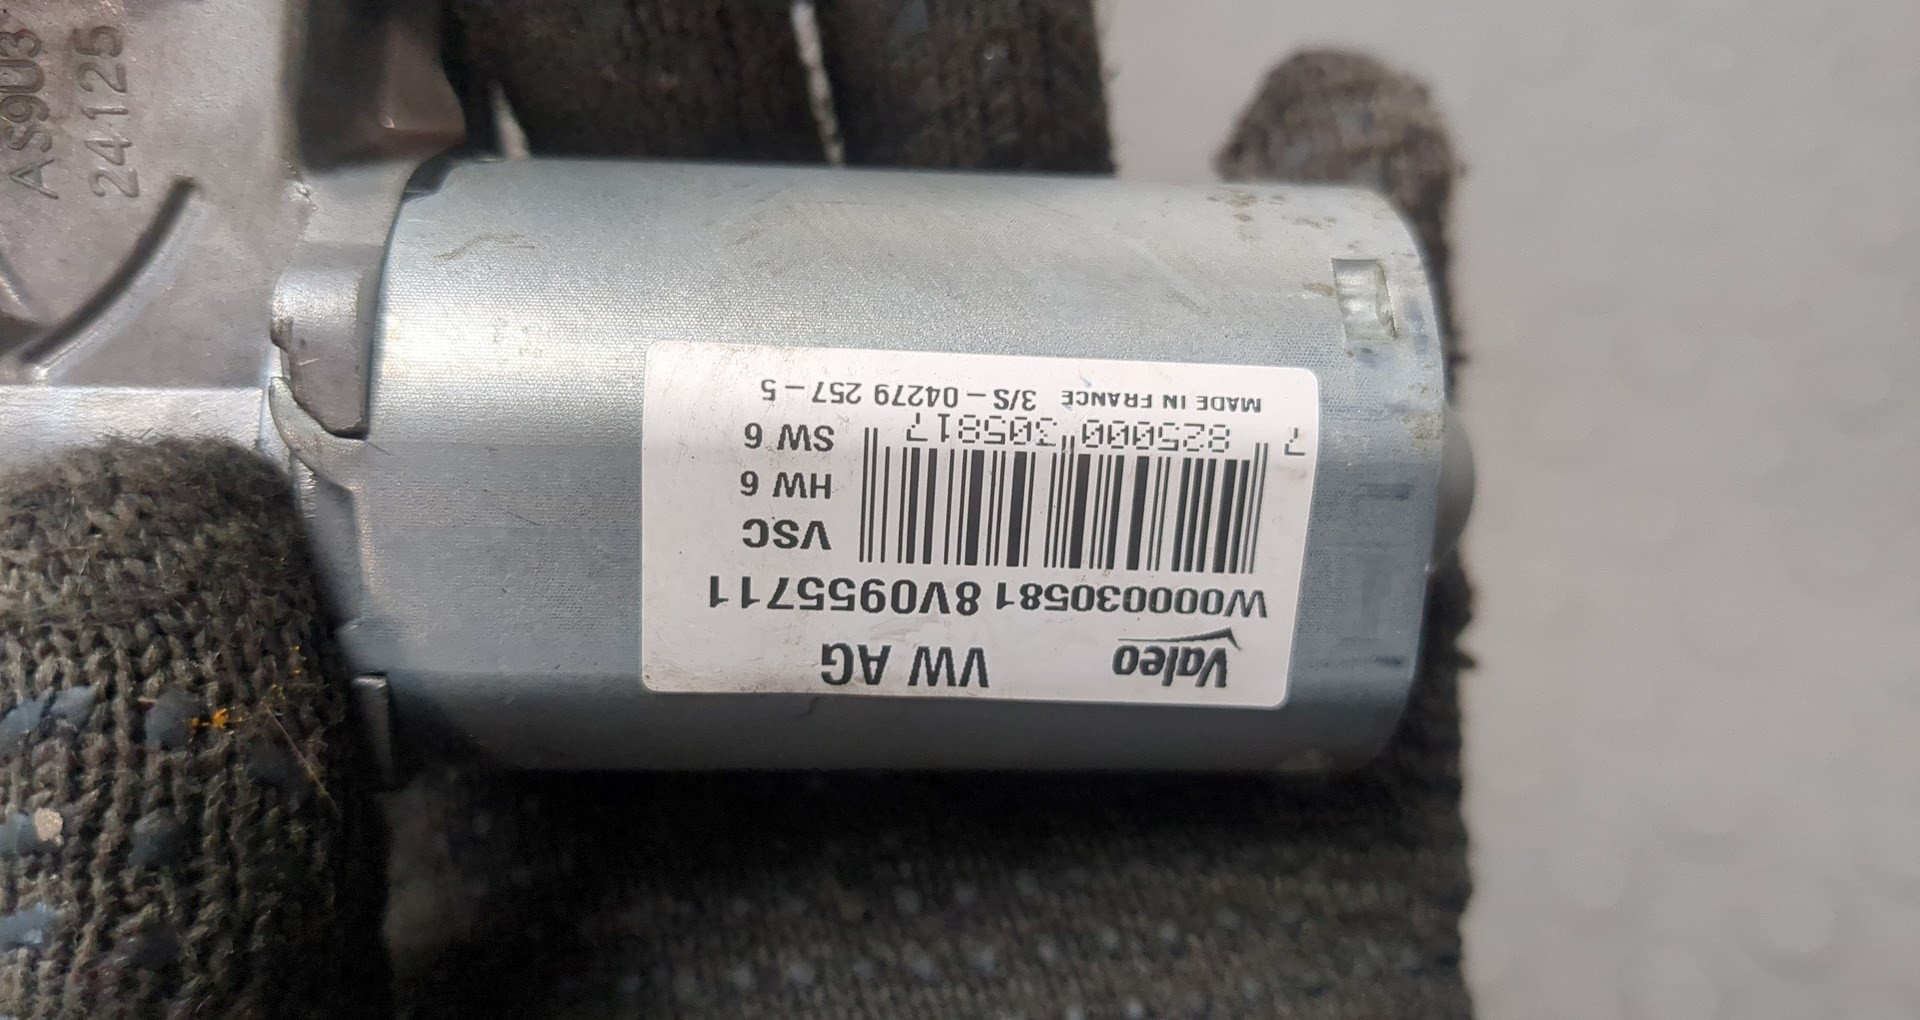 Valeo VW AG
W000030581 8V0955711
VSC
HW 6
SW 6
7 825000 305817
MADE IN FRANCE 3/S – 04279 257 – 5
AS9U3
24125